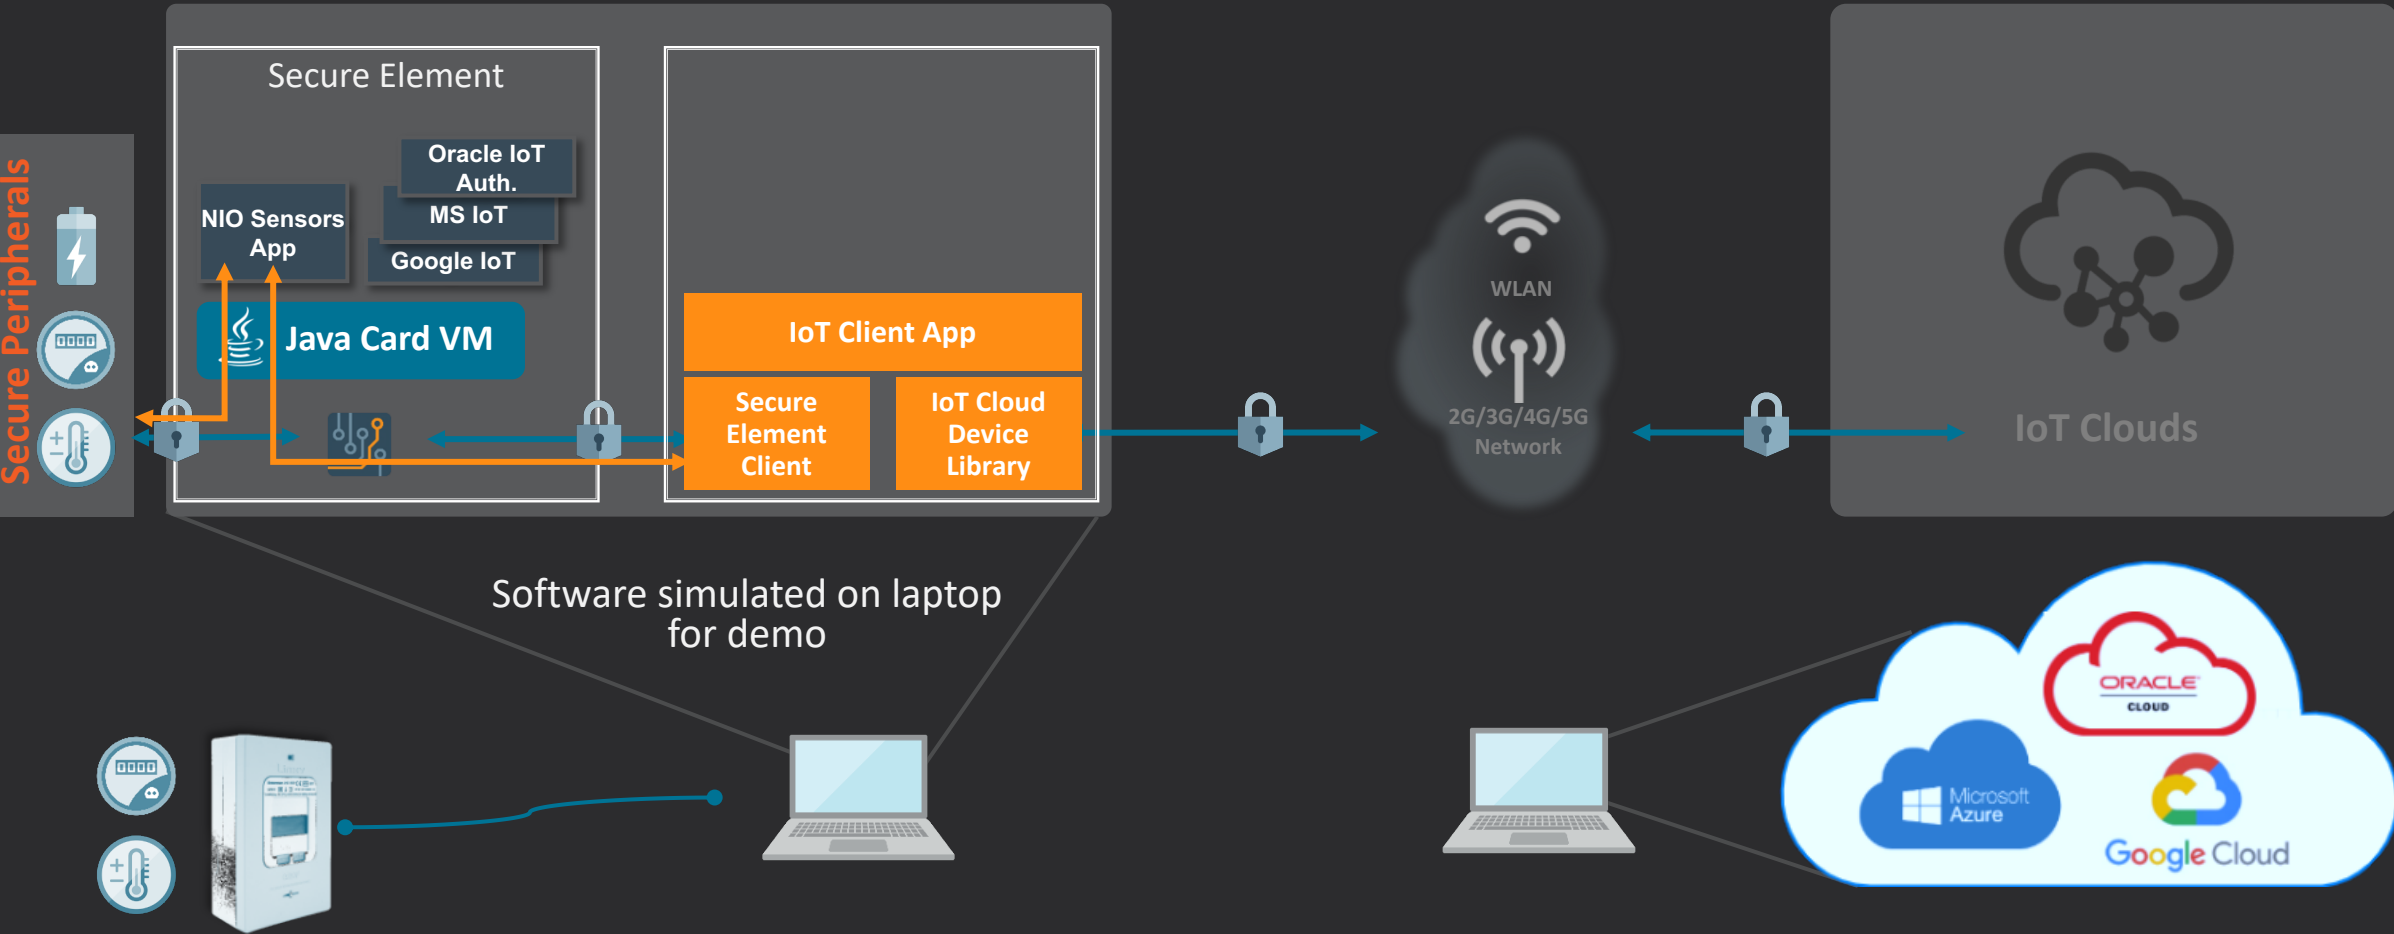 Secure Peripherals
Secure Element
Oracle IoT
Auth.
MS IoT
Google IoT
NIO Sensors
App
Java Card VM
IoT Client App
Secure
Element
Client
IoT Cloud
Device
Library
WLAN
2G/3G/4G/5G
Network
IoT Clouds
Software simulated on laptop
for demo
ORACLE
CLOUD
Microsoft
Azure
Google Cloud